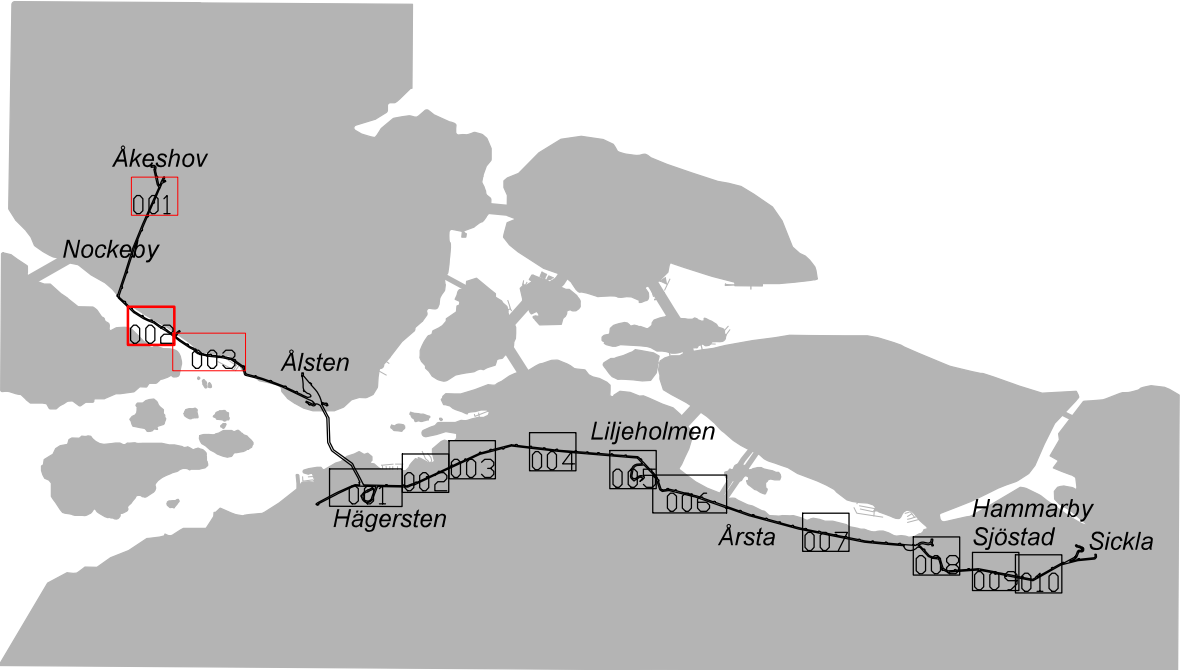 Åkeshov
001
Nockeby
002
003
Ålsten
Liljeholmen
001
002
003
004
005
006
Hägersten
Årsta
007
Hammarby
Sjöstad
Sickla
008
009
010